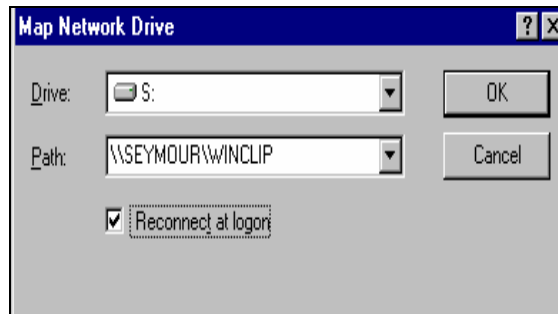 Map Network Drive
Drive: S: OK
Path: \\SEYMOUR\WINCLIP Cancel
Reconnect at logon